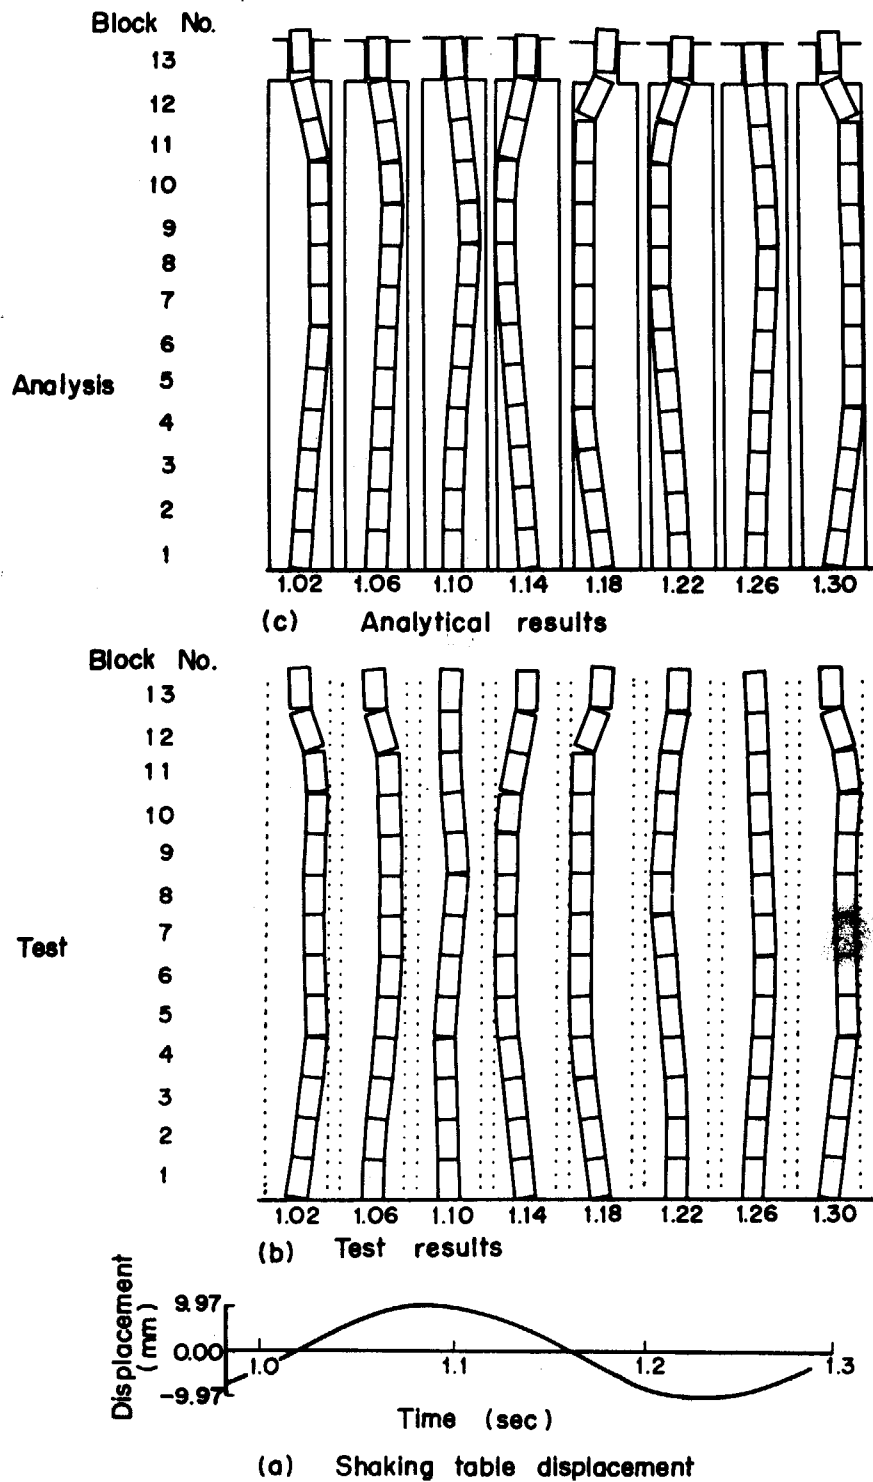 Block No.
13
12
11
10
9
8
7
6
5
4
3
2
1
Analysis
1.02 1.06 1.10 1.14 1.18 1.22 1.26 1.30
(c) Analytical results
Block No.
13
12
11
10
9
8
7
6
5
4
3
2
1
Test
1.02 1.06 1.10 1.14 1.18 1.22 1.26 1.30
(b) Test results
Displacement
(mm)
9.97
0.00
-9.97
1.0 1.1 1.2 1.3
Time (sec)
(a) Shaking table displacement